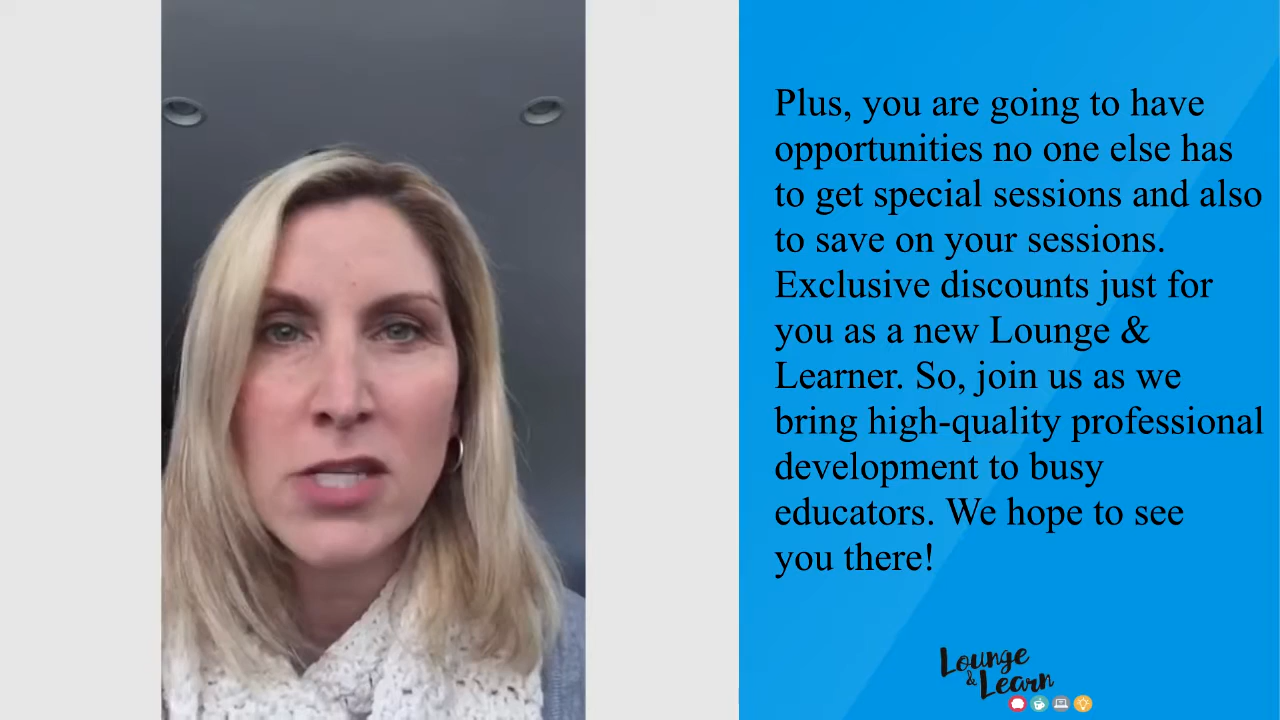 Plus, you are going to have
opportunities no one else has
to get special sessions and also
to save on your sessions.
Exclusive discounts just for
you as a new Lounge &
Learner. So, join us as we
bring high-quality professional
development to busy
educators. We hope to see
you there!
Lounge
& Learn